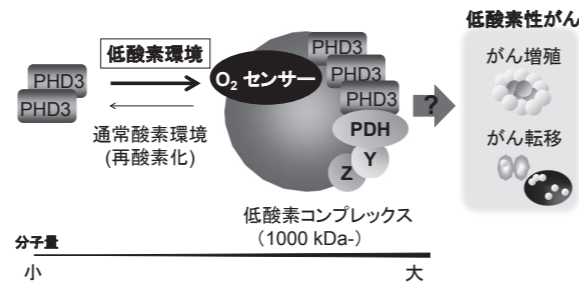 低酸素性がん
低酸素環境
PHD3
PHD3
O2 センサー
PHD3
PHD3
PHD3
PDH
Y
Z
?
がん増殖
がん転移
通常酸素環境
(再酸素化)
低酸素コンプレックス
（1000 kDa-）
分子量
小
大